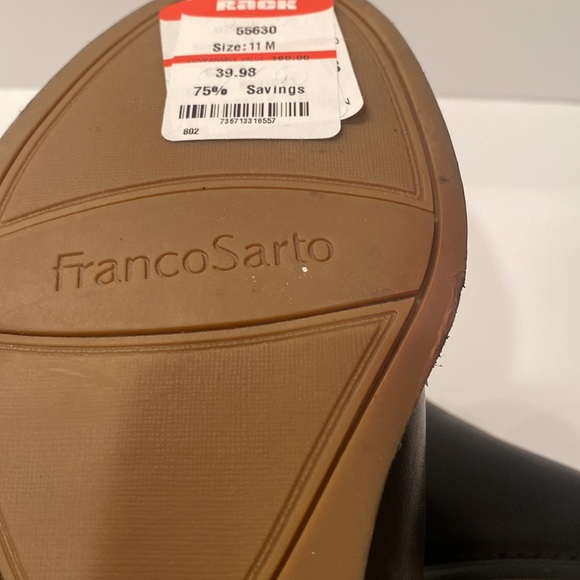 Rack
55630
Size: 11 M
39.98
75% Savings
736713316557
802
FrancoSarto